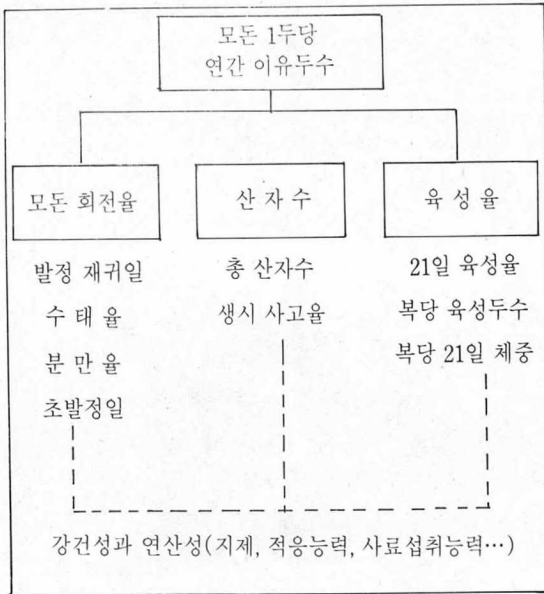 모돈 1두당
연간 이유두수
모돈 회전율
산 자 수
육 성 율
발정 재귀일
총 산자수
21일 육성율
수 태 율
생시 사고율
복당 육성두수
분 만 율
복당 21일 체중
초발정일
강건성과 연산성(지제, 적응능력, 사료섭취능력…)